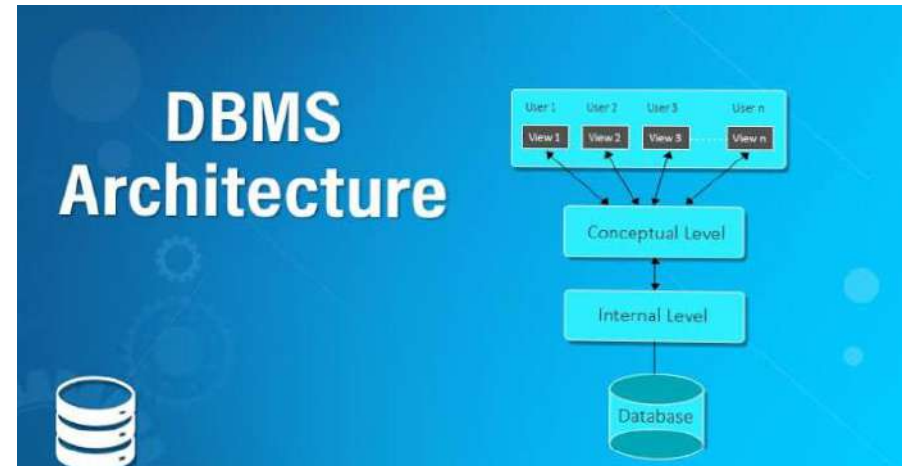 DBMS
Architecture
User 1 User 2 User 3 User n
View 1 View 2 View 3 View n
Conceptual Level
Internal Level
Database